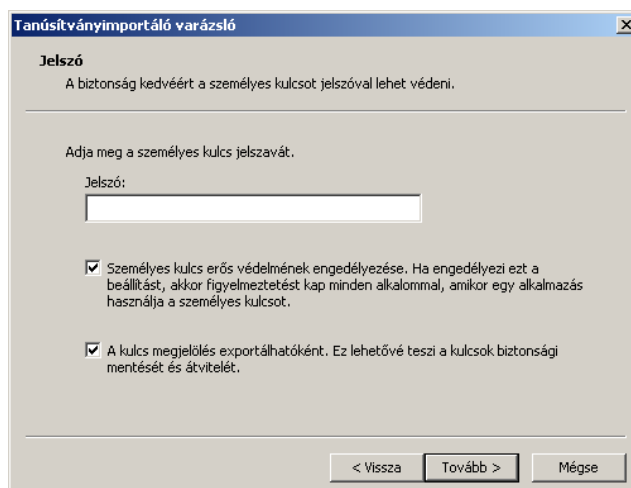 Tanúsítványimportáló varázsló
Jelszó
A biztonság kedvéért a személyes kulcsot jelszóval lehet védeni.
Adja meg a személyes kulcs jelszavát.
Jelszó:
Személyes kulcs erős védelmének engedélyezése. Ha engedélyezi ezt a
beállítást, akkor figyelmeztetést kap minden alkalommal, amikor egy alkalmazás
használja a személyes kulcsot.
A kulcs megjelölés exportálhatóként. Ez lehetővé teszi a kulcsok biztonsági
mentését és átvitelét.
< Vissza
Tovább >
Mégse